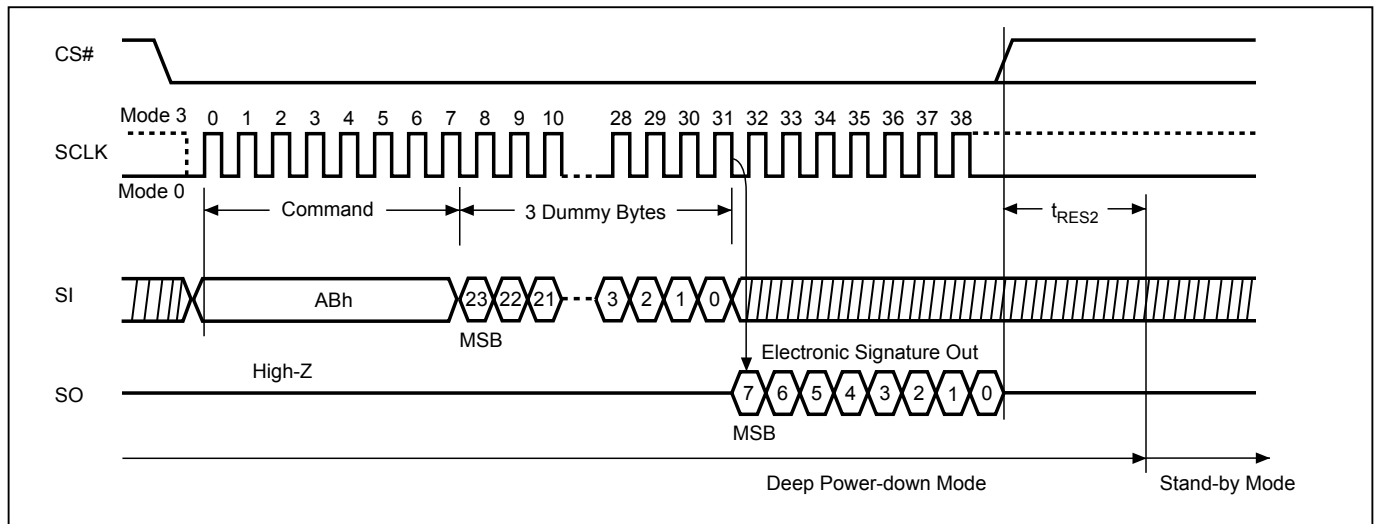 CS#
Mode 3 0 1 2 3 4 5 6 7 8 9 10 28 29 30 31 32 33 34 35 36 37 38
SCLK
Mode 0
Command 3 Dummy Bytes tRES2
SI ABh 23 22 21 3 2 1 0
MSB
Electronic Signature Out
High-Z
SO 7 6 5 4 3 2 1 0
MSB
Deep Power-down Mode Stand-by Mode